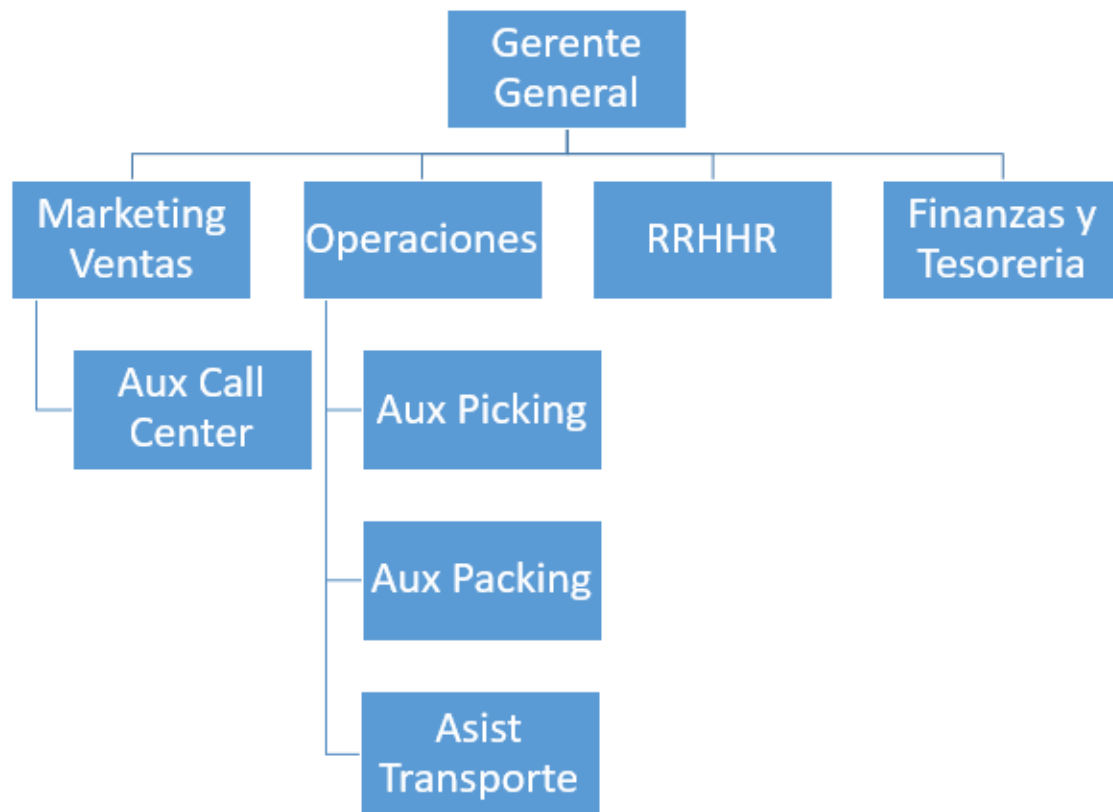 Gerente
General
Marketing
Ventas
Operaciones
RRHHR
Finanzas y
Tesoreria
Aux Call
Center
Aux Picking
Aux Packing
Asist
Transporte